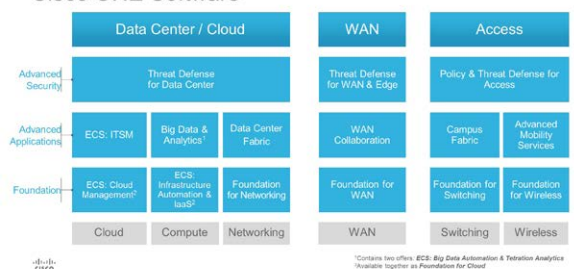 Cisco ONE Software
Data Center / Cloud
WAN
Access
Advanced
Security
Threat Defense
for Data Center
Threat Defense
for WAN & Edge
Policy & Threat Defense for
Access
Advanced
Applications
ECS: ITSM
Big Data &
Analytics¹
Data Center
Fabric
WAN
Collaboration
Campus
Fabric
Advanced
Mobility
Services
Foundation
ECS: Cloud
Management²
ECS:
Infrastructure
Automation &
IaaS²
Foundation
for Networking
Foundation for
WAN
Foundation for
Switching
Foundation
for Wireless
Cloud
Compute
Networking
WAN
Switching
Wireless
¹Contains two offers: ECS: Big Data Automation & Tetration Analytics
²Available together as Foundation for Cloud
CISCO